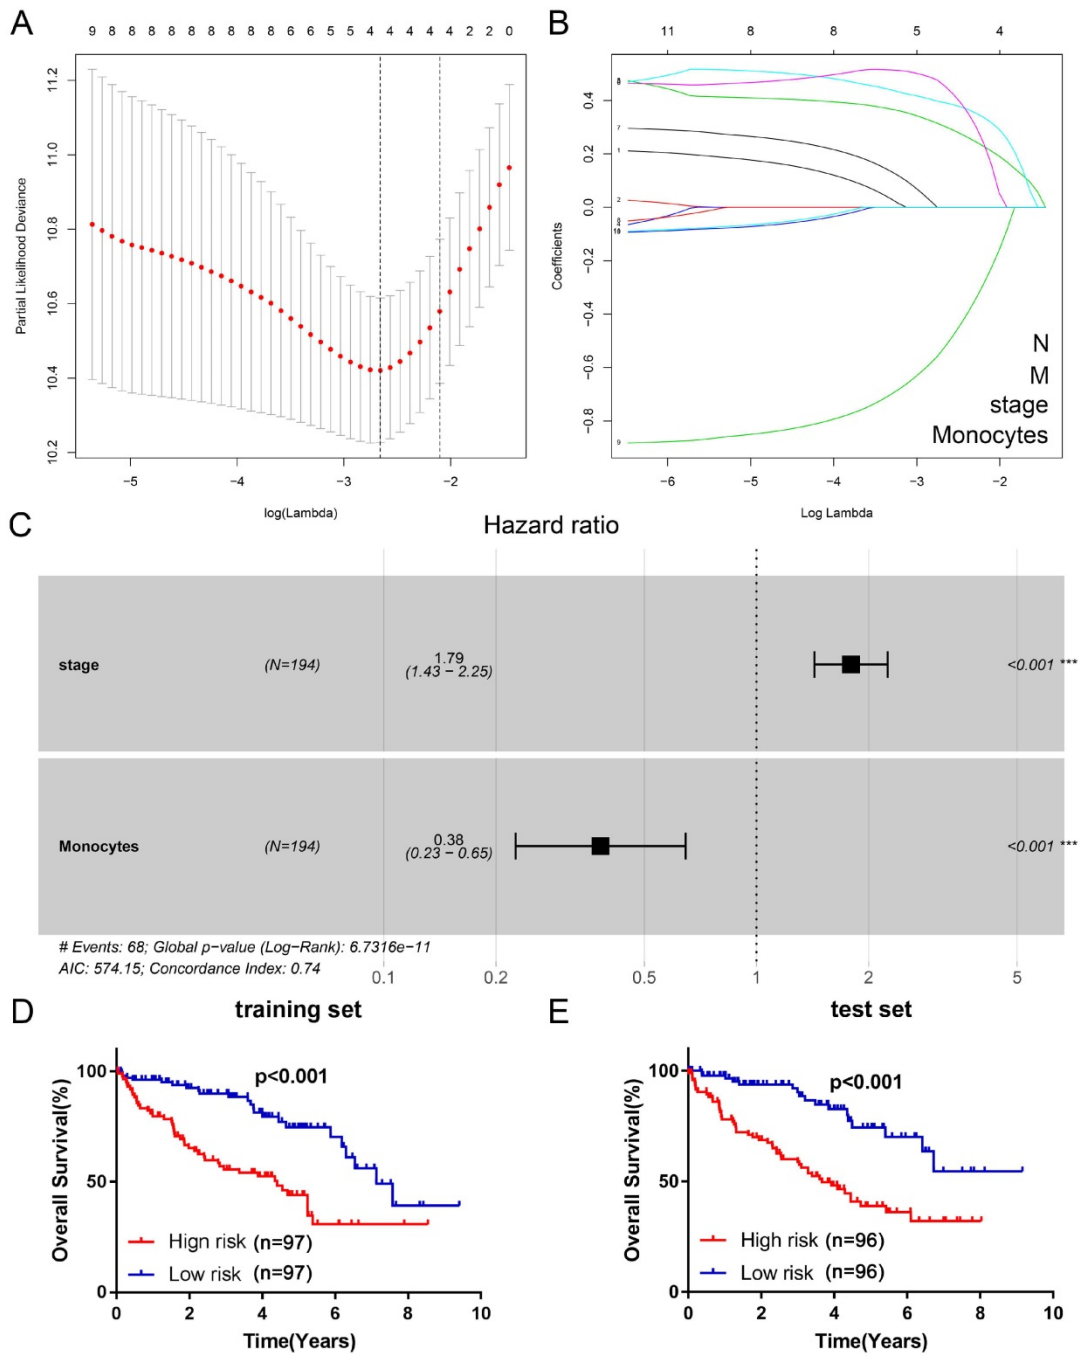 A
9 8 8 8 8 8 8 8 8 8 6 6 5 5 4 4 4 4 4 2 2 0
Partial Likelihood Deviance
11.2
11.0
10.8
10.6
10.4
10.2
−5 −4 −3 −2
log(Lambda)
B
11 8 8 5 4
Coefficients
0.4
0.2
0.0
−0.2
−0.4
−0.6
−0.8
7
1
2
9
N
M
stage
Monocytes
−6 −5 −4 −3 −2
Log Lambda
C
Hazard ratio
stage (N=194) 1.79 <0.001 ***
(1.43 − 2.25)
Monocytes (N=194) 0.38 <0.001 ***
(0.23 − 0.65)
# Events: 68; Global p−value (Log−Rank): 6.7316e−11
AIC: 574.15; Concordance Index: 0.74
0.1 0.2 0.5 1 2 5
D
training set
Overall Survival(%)
100
50
0
p<0.001
Hign risk (n=97)
Low risk (n=97)
0 2 4 6 8 10
Time(Years)
E
test set
Overall Survival(%)
100
50
0
p<0.001
High risk (n=96)
Low risk (n=96)
0 2 4 6 8 10
Time(Years)